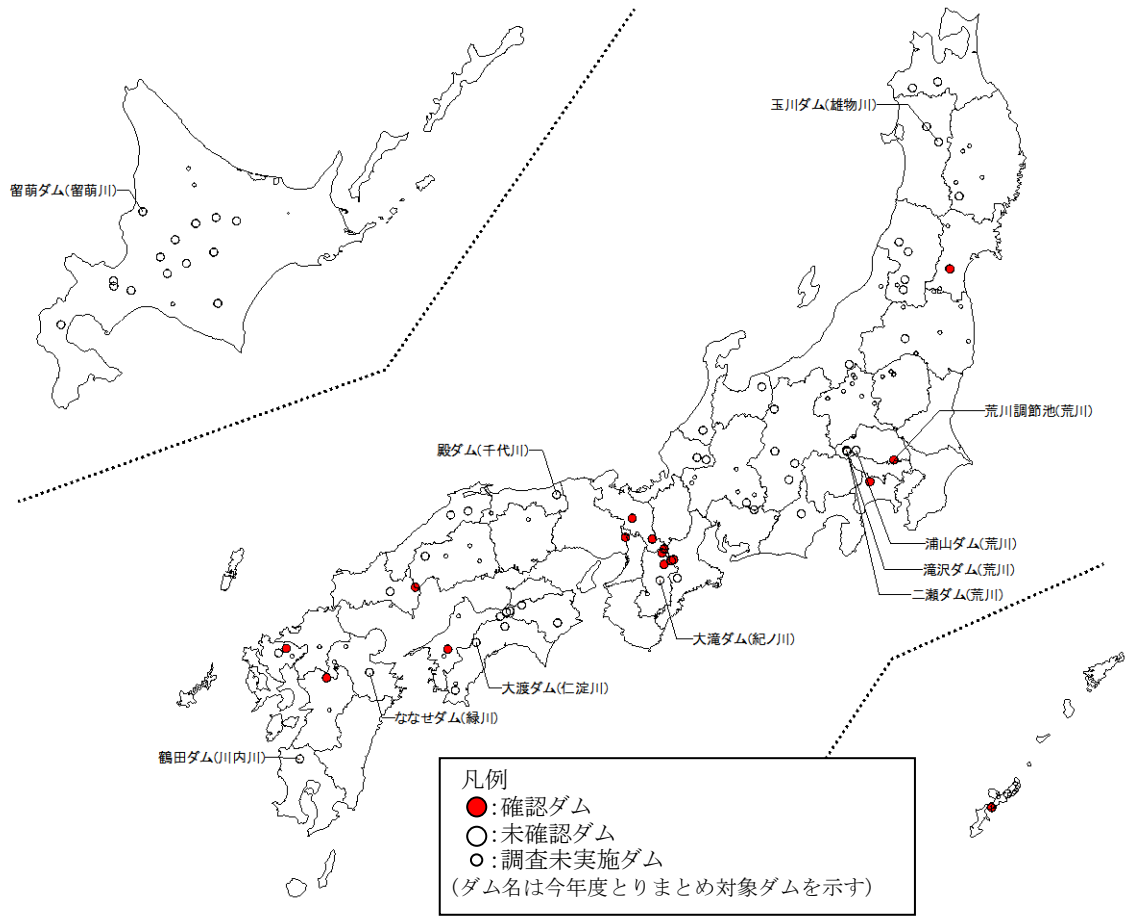 玉川ダム(雄物川)
留萌ダム(留萌川)
荒川調節池(荒川)
殿ダム(千代川)
浦山ダム(荒川)
滝沢ダム(荒川)
二瀬ダム(荒川)
大滝ダム(紀ノ川)
大渡ダム(仁淀川)
ななせダム(緑川)
鶴田ダム(川内川)
凡例
:確認ダム
:未確認ダム
:調査未実施ダム
(ダム名は今年度とりまとめ対象ダムを示す)